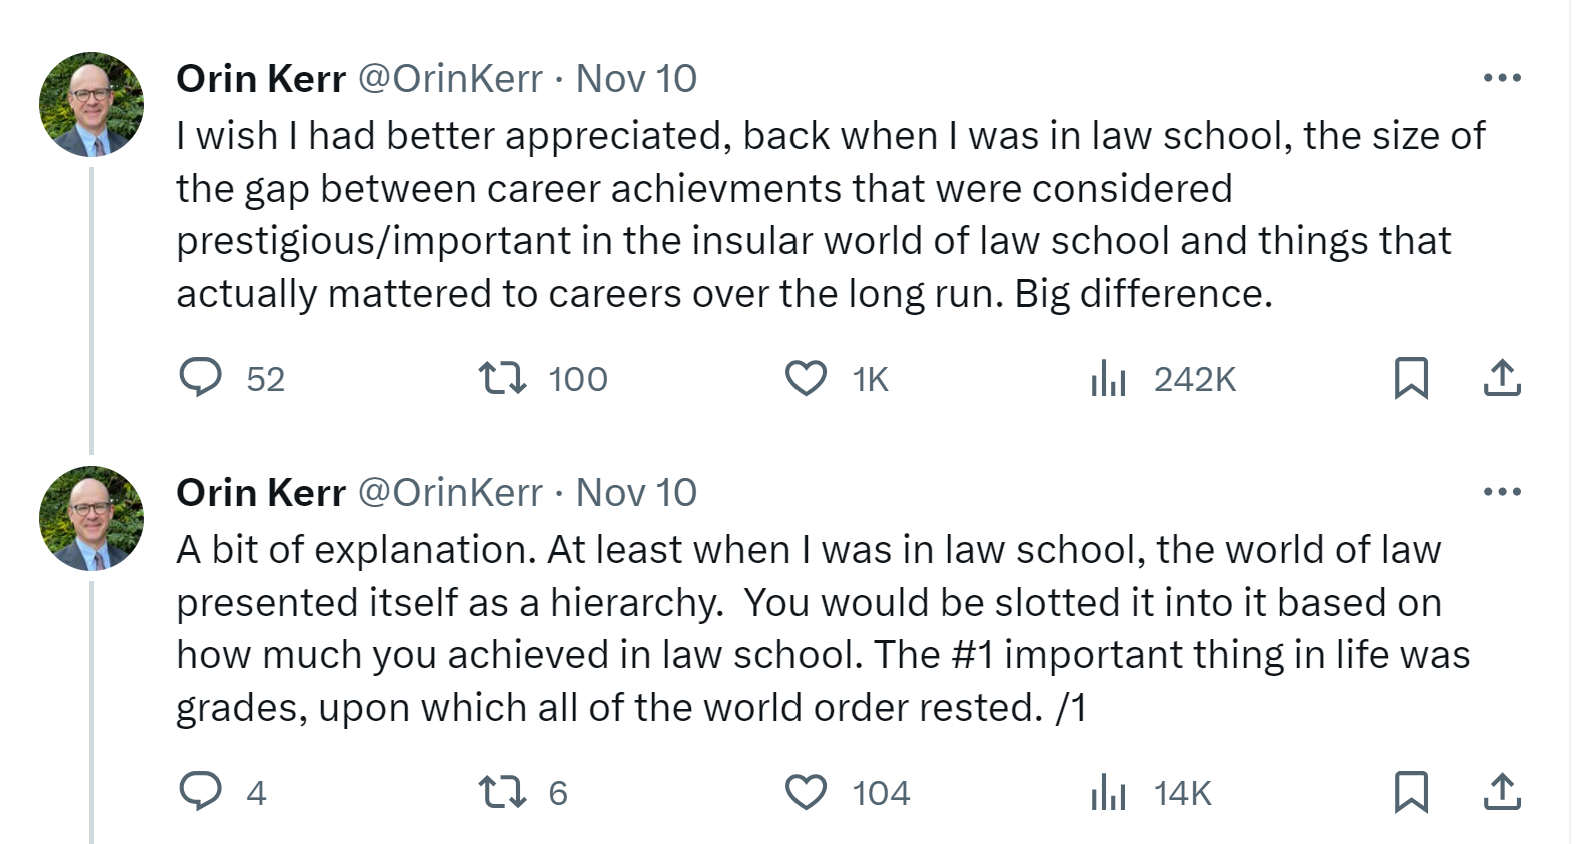 Orin Kerr @OrinKerr · Nov 10
I wish I had better appreciated, back when I was in law school, the size of
the gap between career achievments that were considered
prestigious/important in the insular world of law school and things that
actually mattered to careers over the long run. Big difference.
52 100 1K 242K
Orin Kerr @OrinKerr · Nov 10
A bit of explanation. At least when I was in law school, the world of law
presented itself as a hierarchy.  You would be slotted it into it based on
how much you achieved in law school. The #1 important thing in life was
grades, upon which all of the world order rested. /1
4 6 104 14K